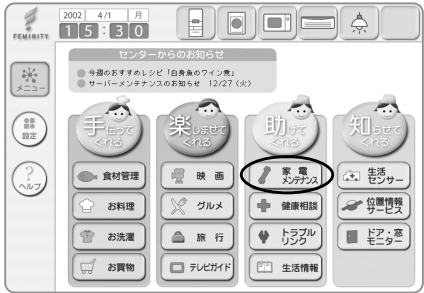 FEMINITY
2002 4/1 月
15:30
メニュー
設定
?
ヘルプ
センターからのお知らせ
今週のおすすめレシピ「白身魚のワイン煮」
サーバーメンテナンスのお知らせ 12/27（火）
手伝って
くれる
食材管理
お料理
お洗濯
お買物
楽しませて
くれる
映 画
グルメ
旅 行
テレビガイド
助けて
くれる
家 電
メンテナンス
健康相談
トラブル
リンク
生活情報
知らせて
くれる
生活
センサー
位置情報
サービス
ドア・窓
モニター